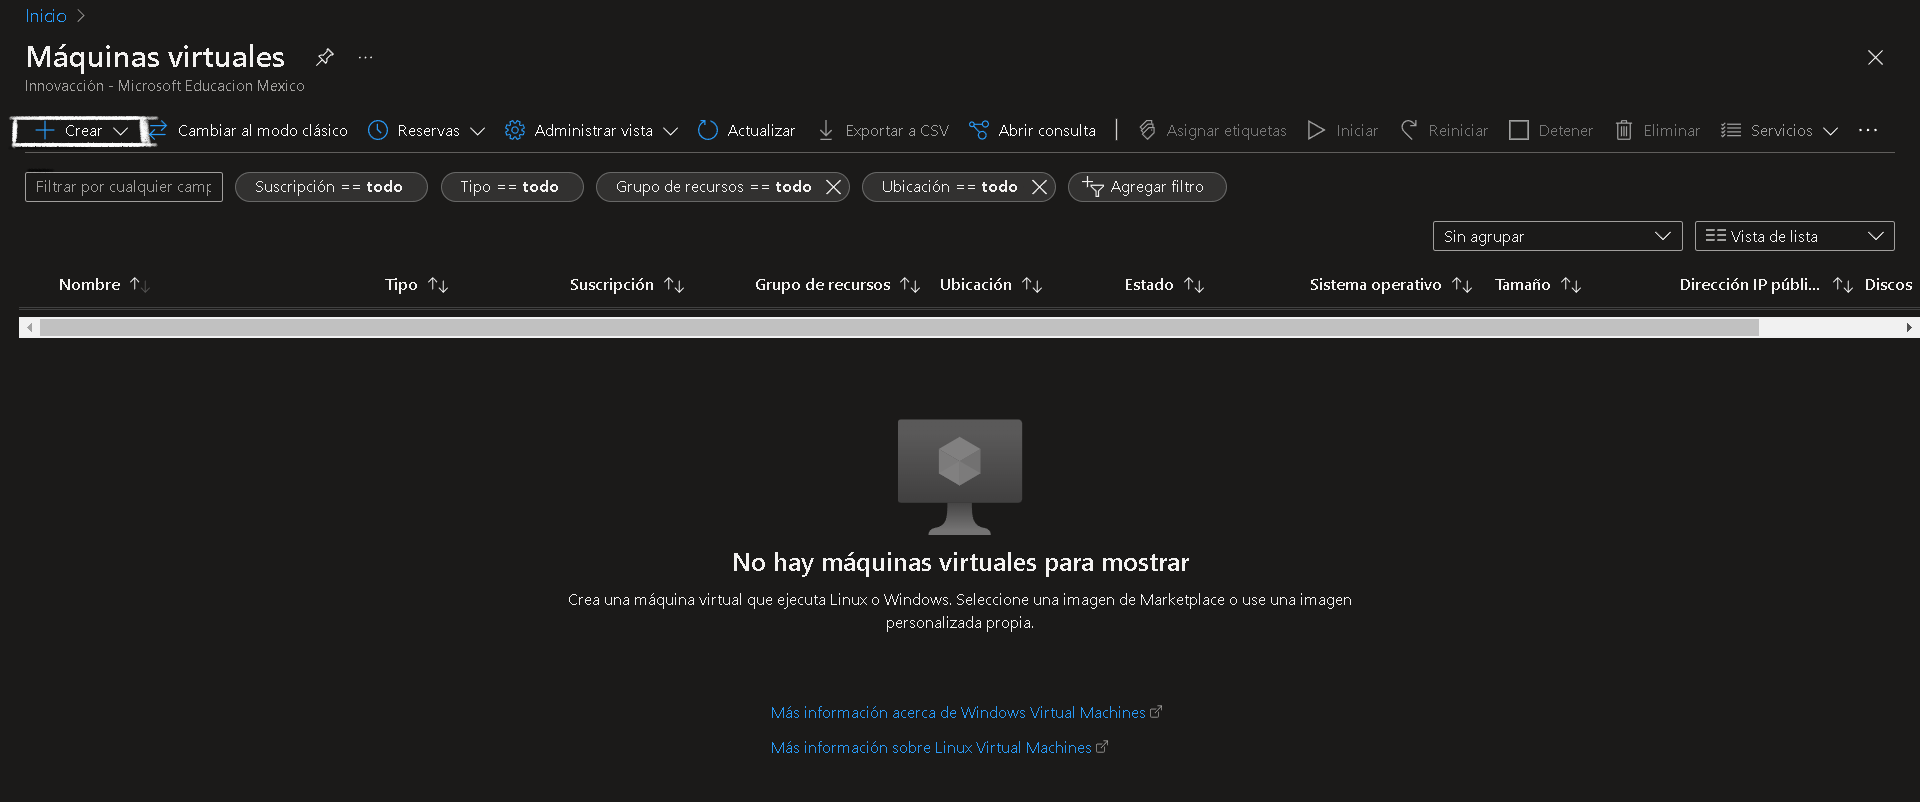 Inicio
Máquinas virtuales
Innovacción - Microsoft Educacion Mexico
Crear Cambiar al modo clásico Reservas Administrar vista Actualizar Exportar a CSV Abrir consulta Asignar etiquetas Iniciar Reiniciar Detener Eliminar Servicios ...
Filtrar por cualquier camp Suscripción == todo Tipo == todo Grupo de recursos == todo Ubicación == todo Agregar filtro
Sin agrupar Vista de lista
Nombre Tipo Suscripción Grupo de recursos Ubicación Estado Sistema operativo Tamaño Dirección IP públi... Discos
No hay máquinas virtuales para mostrar
Crea una máquina virtual que ejecuta Linux o Windows. Seleccione una imagen de Marketplace o use una imagen
personalizada propia.
Más información acerca de Windows Virtual Machines
Más información sobre Linux Virtual Machines